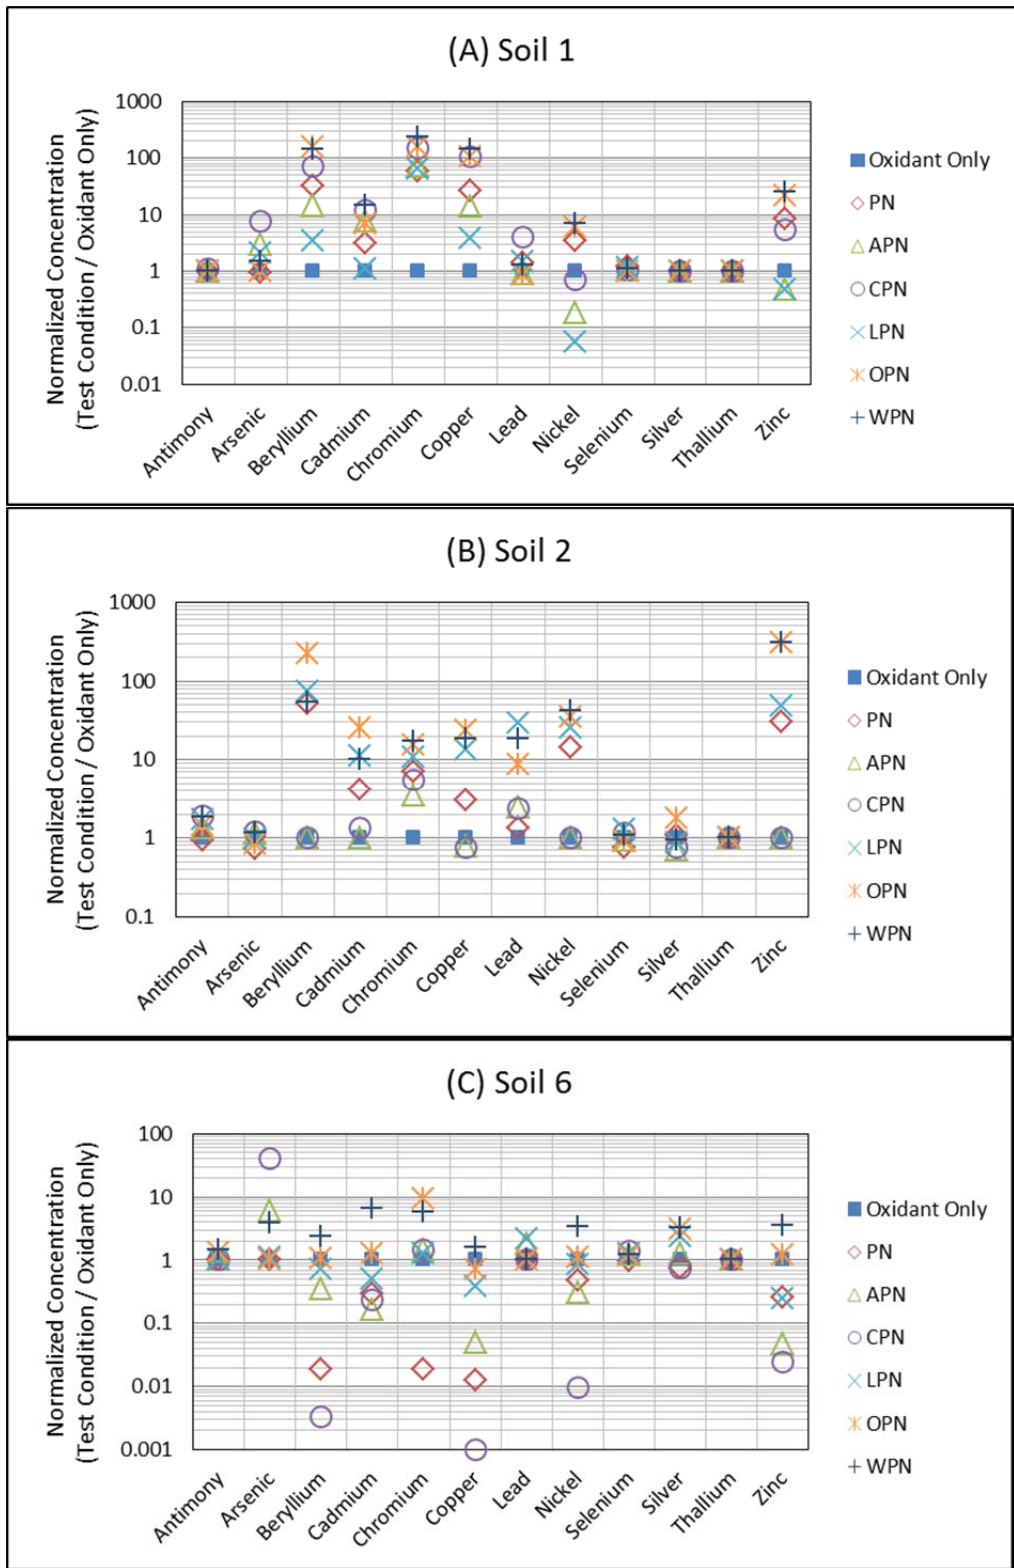 (A) Soil 1
Normalized Concentration
(Test Condition / Oxidant Only)
1000
100
10
1
0.1
0.01
Antimony
Arsenic
Beryllium
Cadmium
Chromium
Copper
Lead
Nickel
Selenium
Silver
Thallium
Zinc
Oxidant Only
PN
APN
CPN
LPN
OPN
WPN
(B) Soil 2
Normalized Concentration
(Test Condition / Oxidant Only)
1000
100
10
1
0.1
Antimony
Arsenic
Beryllium
Cadmium
Chromium
Copper
Lead
Nickel
Selenium
Silver
Thallium
Zinc
Oxidant Only
PN
APN
CPN
LPN
OPN
WPN
(C) Soil 6
Normalized Concentration
(Test Condition / Oxidant Only)
100
10
1
0.1
0.01
0.001
Antimony
Arsenic
Beryllium
Cadmium
Chromium
Copper
Lead
Nickel
Selenium
Silver
Thallium
Zinc
Oxidant Only
PN
APN
CPN
LPN
OPN
WPN